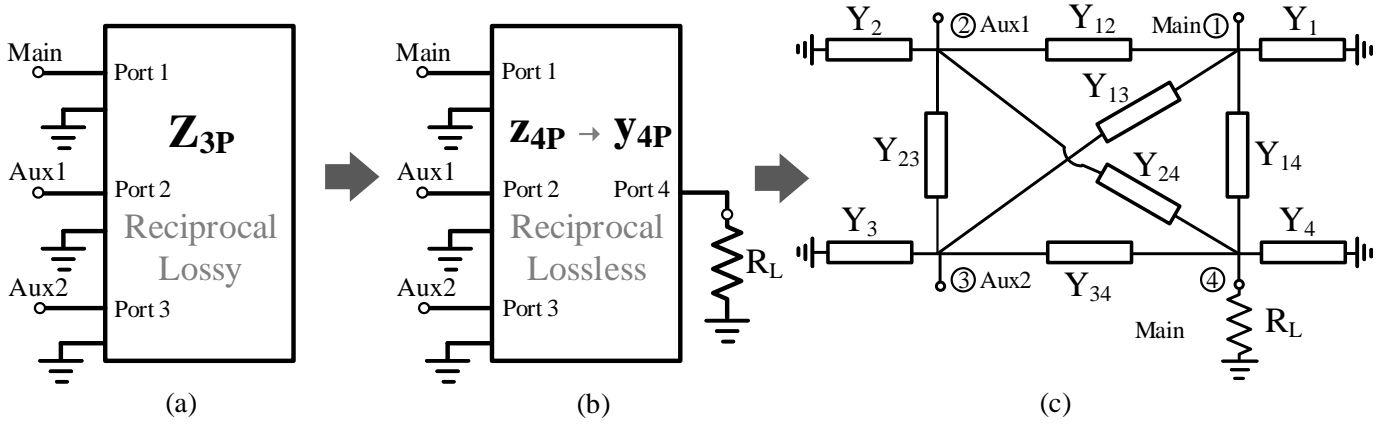 Main
Port 1
Z3P
Aux1
Port 2
Reciprocal
Lossy
Aux2
Port 3
(a)
Main
Port 1
z4P → y4P
Aux1
Port 2
Port 4
Reciprocal
Lossless
RL
Aux2
Port 3
(b)
Y2
② Aux1
Y12
Main ①
Y1
Y13
Y23
Y24
Y14
Y3
Y4
③ Aux2
Y34
④
Main
RL
(c)